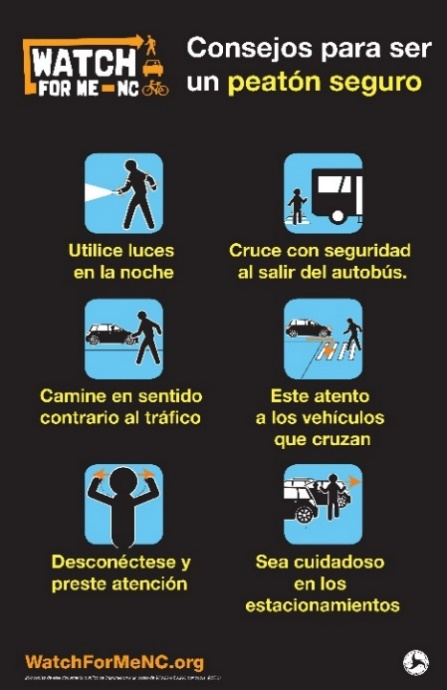 WATCH
FOR ME-NC
Consejos para ser
un peatón seguro
Utilice luces
en la noche
Cruce con seguridad
al salir del autobús.
Camine en sentido
contrario al tráfico
Este atento
a los vehículos
que cruzan
Desconéctese y
preste atención
Sea cuidadoso
en los
estacionamientos
WatchForMeNC.org